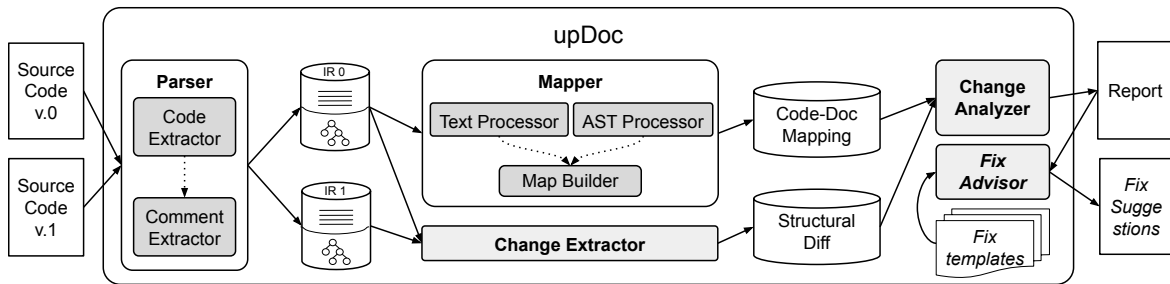 upDoc
Source
Code
v.0
Source
Code
v.1
Parser
Code
Extractor
Comment
Extractor
IR 0
IR 1
Mapper
Text Processor
AST Processor
Map Builder
Change Extractor
Code-Doc
Mapping
Structural
Diff
Change
Analyzer
Fix
Advisor
Fix
templates
Report
Fix
Sugge
stions